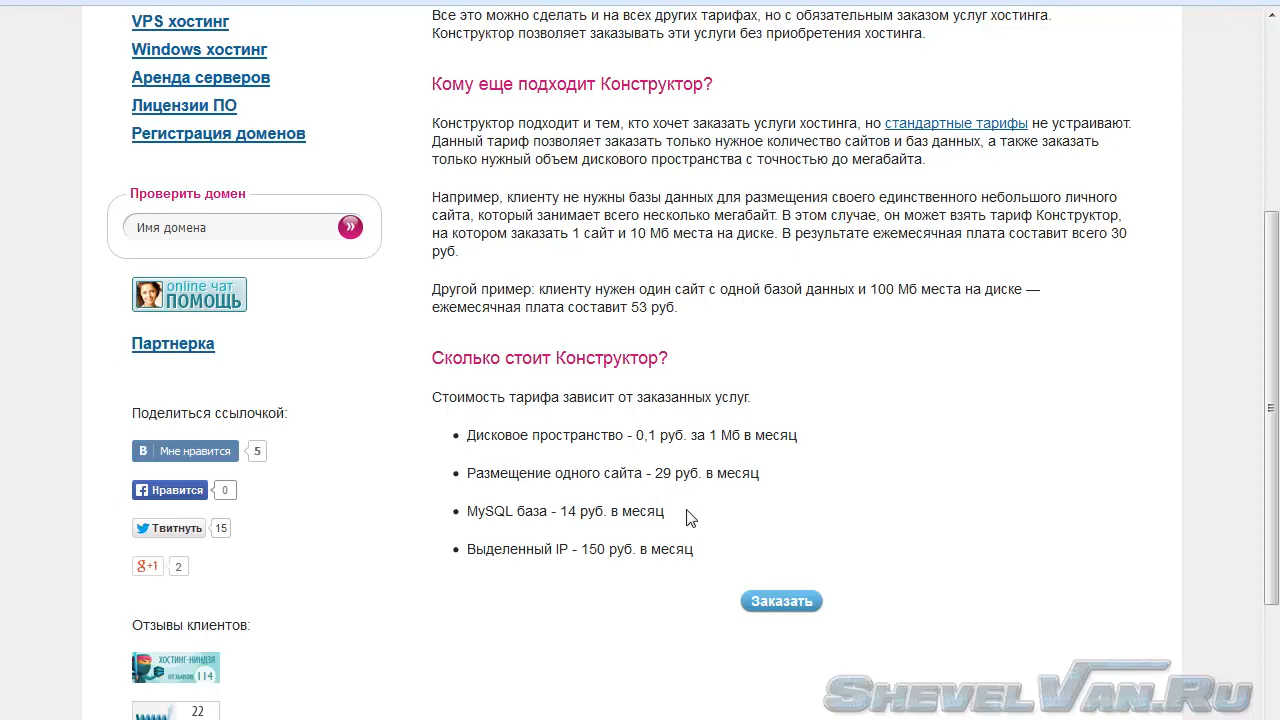 VPS хостинг
Windows хостинг
Аренда серверов
Лицензии ПО
Регистрация доменов
Проверить домен
Имя домена
»
online чат
ПОМОЩЬ
Партнерка
Поделиться ссылочкой:
В Мне нравится 5
Нравится 0
Твитнуть 15
g+1 2
Отзывы клиентов:
ХОСТИНГ-НИНДЗЯ
отзывов 114
22
Все это можно сделать и на всех других тарифах, но с обязательным заказом услуг хостинга.
Конструктор позволяет заказывать эти услуги без приобретения хостинга.
Кому еще подходит Конструктор?
Конструктор подходит и тем, кто хочет заказать услуги хостинга, но стандартные тарифы не устраивают.
Данный тариф позволяет заказать только нужное количество сайтов и баз данных, а также заказать
только нужный объем дискового пространства с точностью до мегабайта.
Например, клиенту не нужны базы данных для размещения своего единственного небольшого личного
сайта, который занимает всего несколько мегабайт. В этом случае, он может взять тариф Конструктор,
на котором заказать 1 сайт и 10 Мб места на диске. В результате ежемесячная плата составит всего 30
руб.
Другой пример: клиенту нужен один сайт с одной базой данных и 100 Мб места на диске —
ежемесячная плата составит 53 руб.
Сколько стоит Конструктор?
Стоимость тарифа зависит от заказанных услуг.
• Дисковое пространство - 0,1 руб. за 1 Мб в месяц
• Размещение одного сайта - 29 руб. в месяц
• MySQL база - 14 руб. в месяц
• Выделенный IP - 150 руб. в месяц
Заказать
SHEVELVAN.RU